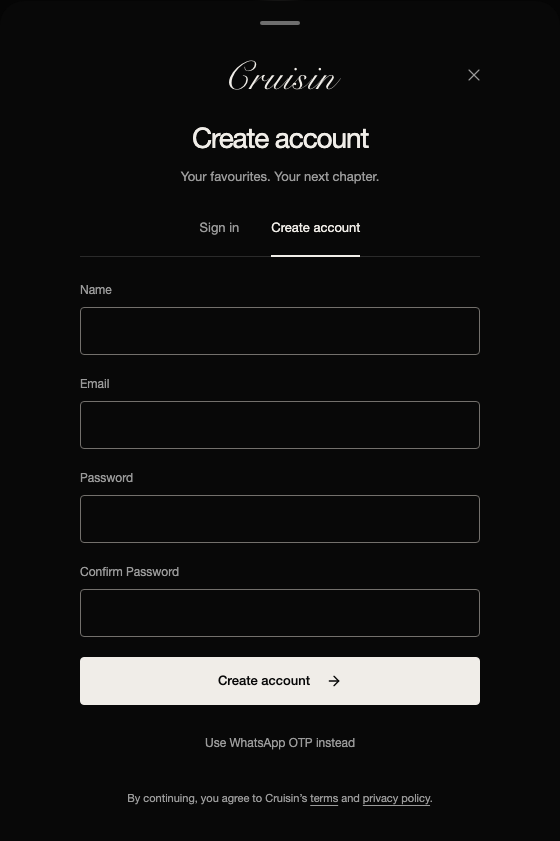 Cruisin
Create account
Your favourites. Your next chapter.
Sign in
Create account
Name
Email
Password
Confirm Password
Create account →
Use WhatsApp OTP instead
By continuing, you agree to Cruisin’s terms and privacy policy.